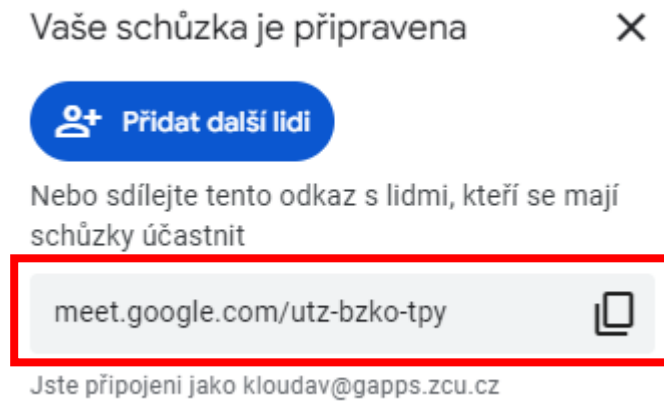 Vaše schůzka je připravena
Přidat další lidi
Nebo sdílejte tento odkaz s lidmi, kteří se mají
schůzky účastnit
meet.google.com/utz-bzko-tpy
Jste připojeni jako kloudav@gapps.zcu.cz